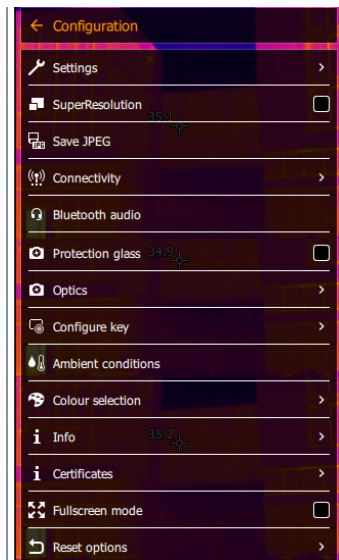 Configuration
Settings
SuperResolution
35.1
Save JPEG
Connectivity
Bluetooth audio
Protection glass 34.9
Optics
Configure key
Ambient conditions
Colour selection
Info 35.2
Certificates
Fullscreen mode
Reset options